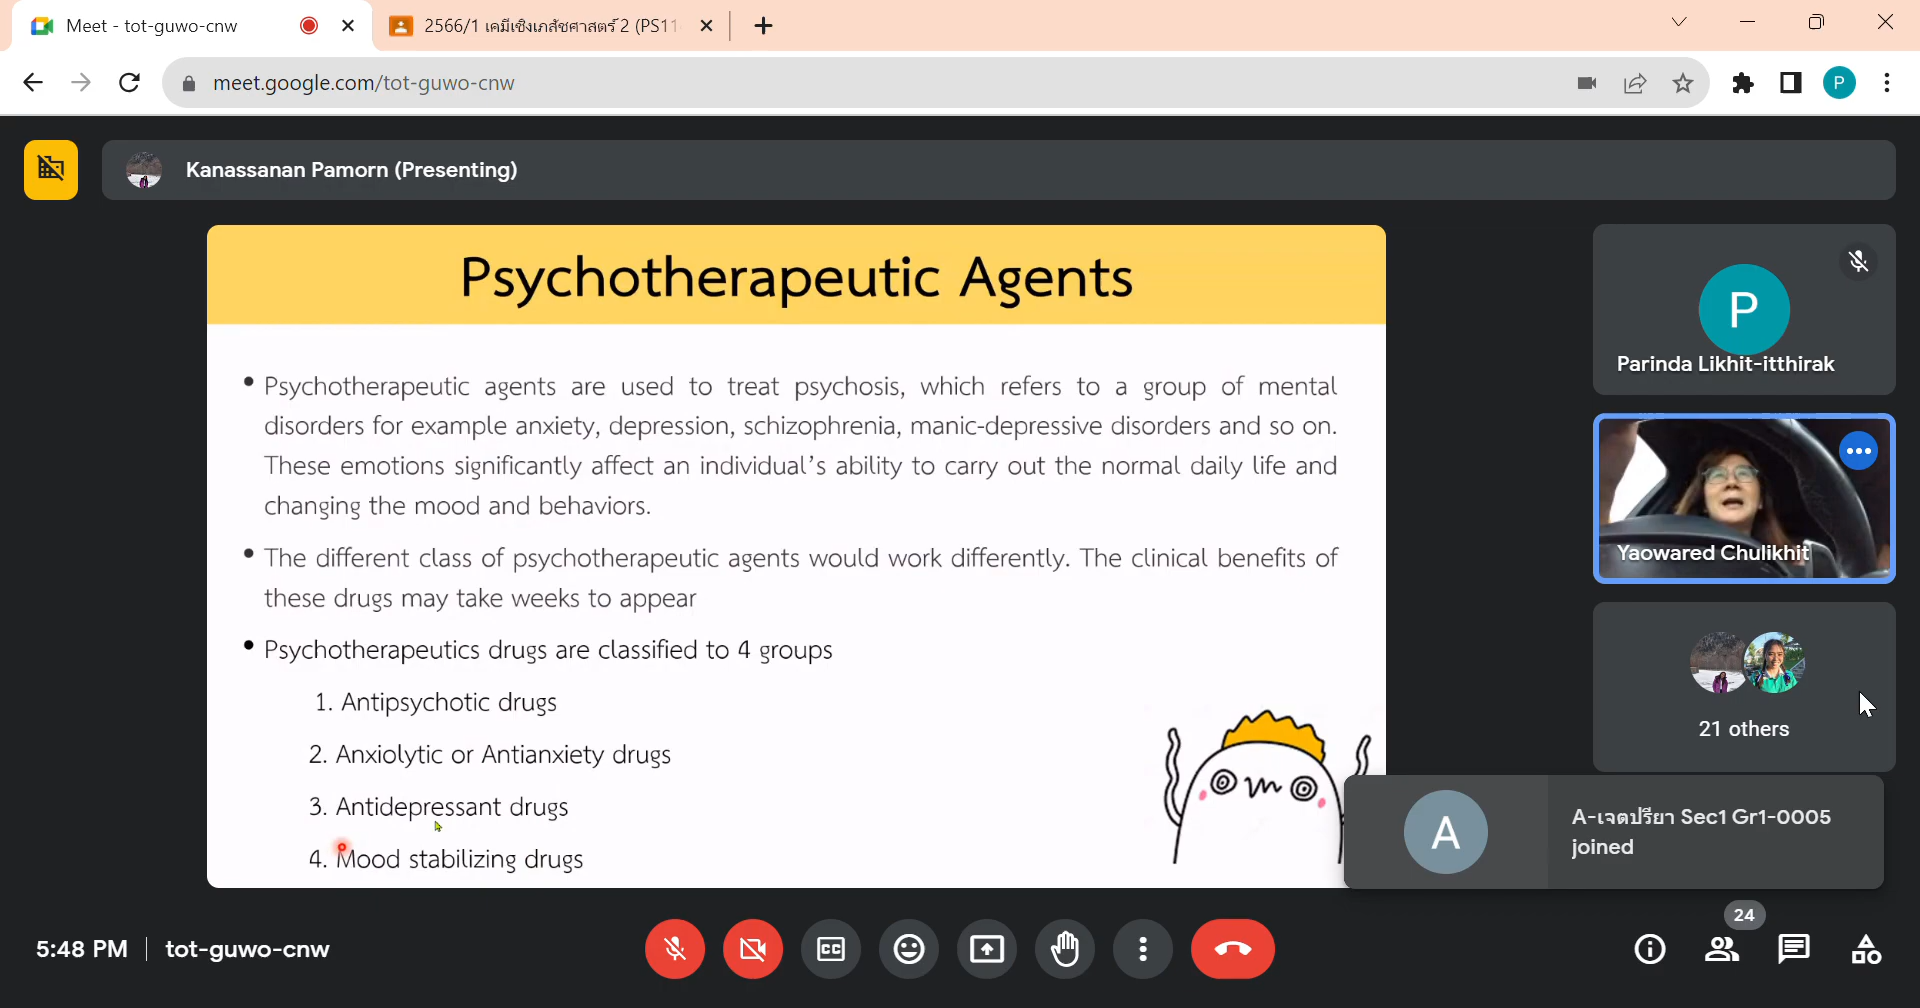 Meet - tot-guwo-cnw
2566/1 เคมีเชิงเภสัชศาสตร์ 2 (PS11
meet.google.com/tot-guwo-cnw
P
Kanassanan Pamorn (Presenting)
Psychotherapeutic Agents
• Psychotherapeutic agents are used to treat psychosis, which refers to a group of mental
disorders for example anxiety, depression, schizophrenia, manic-depressive disorders and so on.
These emotions significantly affect an individual's ability to carry out the normal daily life and
changing the mood and behaviors.
• The different class of psychotherapeutic agents would work differently. The clinical benefits of
these drugs may take weeks to appear
• Psychotherapeutics drugs are classified to 4 groups
1. Antipsychotic drugs
2. Anxiolytic or Antianxiety drugs
3. Antidepressant drugs
4. Mood stabilizing drugs
P
Parinda Likhit-itthirak
Yaowared Chulikhit
21 others
A
A-เจตปรียา Sec1 Gr1-0005
joined
24
5:48 PM
tot-guwo-cnw
CC